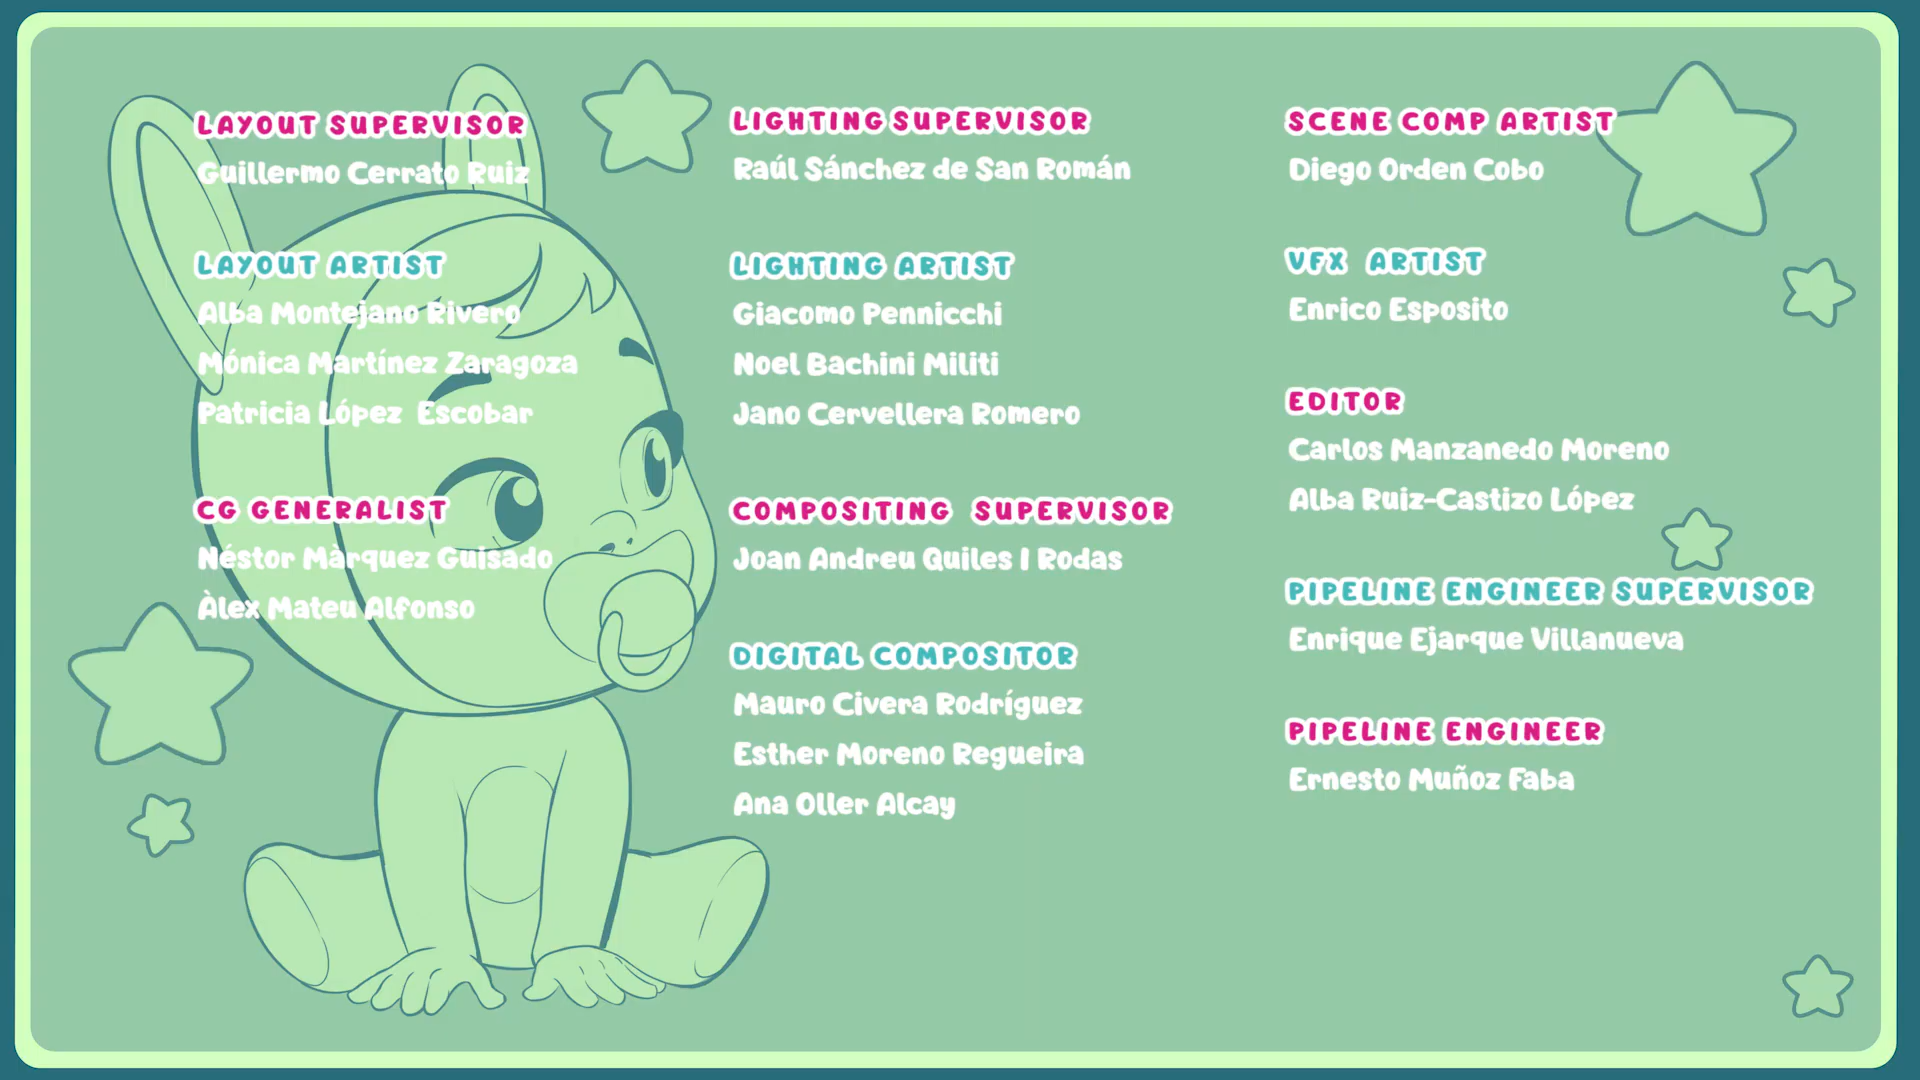 LAYOUT SUPERVISOR
Guillermo Cerrato Ruiz
LAYOUT ARTIST
Alba Montejano Rivero
Mónica Martínez Zaragoza
Patricia López Escobar
CG GENERALIST
Néstor Màrquez Guisado
Àlex Mateu Alfonso
LIGHTING SUPERVISOR
Raúl Sánchez de San Román
LIGHTING ARTIST
Giacomo Pennicchi
Noel Bachini Militi
Jano Cervellera Romero
COMPOSITING SUPERVISOR
Joan Andreu Quiles I Rodas
DIGITAL COMPOSITOR
Mauro Civera Rodríguez
Esther Moreno Regueira
Ana Oller Alcay
SCENE COMP ARTIST
Diego Orden Cobo
VFX ARTIST
Enrico Esposito
EDITOR
Carlos Manzanedo Moreno
Alba Ruiz-Castizo López
PIPELINE ENGINEER SUPERVISOR
Enrique Ejarque Villanueva
PIPELINE ENGINEER
Ernesto Muñoz Faba